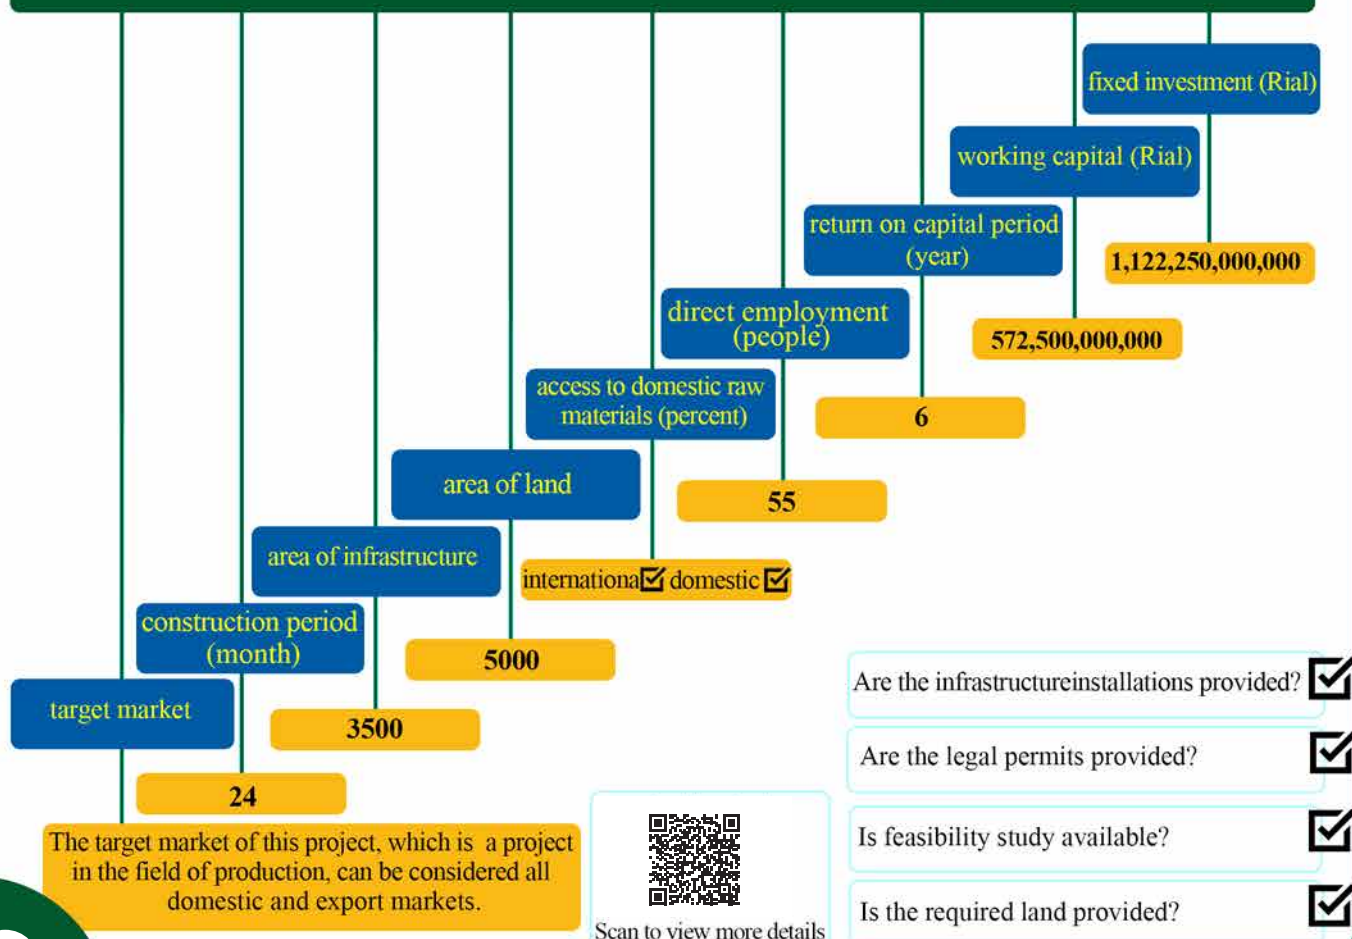 fixed investment (Rial)
1,122,250,000,000
working capital (Rial)
572,500,000,000
return on capital period
(year)
6
direct employment
(people)
55
access to domestic raw
materials (percent)
internationa domestic
area of land
5000
area of infrastructure
3500
construction period
(month)
24
target market
The target market of this project, which is a project
in the field of production, can be considered all
domestic and export markets.
Scan to view more details
Are the infrastructureinstallations provided?
Are the legal permits provided?
Is feasibility study available?
Is the required land provided?